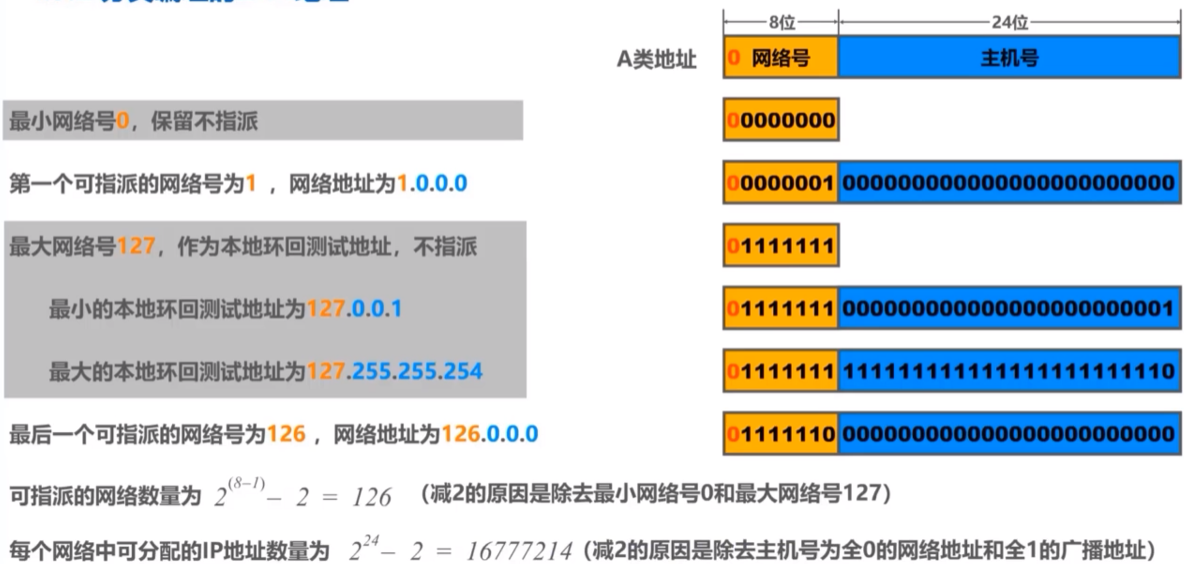 8位 24位
A类地址 0 网络号 主机号
最小网络号0，保留不指派 00000000
第一个可指派的网络号为1 ，网络地址为1.0.0.0 00000001 000000000000000000000000
最大网络号127，作为本地环回测试地址，不指派 01111111
最小的本地环回测试地址为127.0.0.1 01111111 000000000000000000000001
最大的本地环回测试地址为127.255.255.254 01111111 111111111111111111111110
最后一个可指派的网络号为126 ，网络地址为126.0.0.0 01111110 000000000000000000000000
可指派的网络数量为 2^(8-1) - 2 = 126 （减2的原因是除去最小网络号0和最大网络号127）
每个网络中可分配的IP地址数量为 2^24 - 2 = 16777214（减2的原因是除去主机号为全0的网络地址和全1的广播地址）